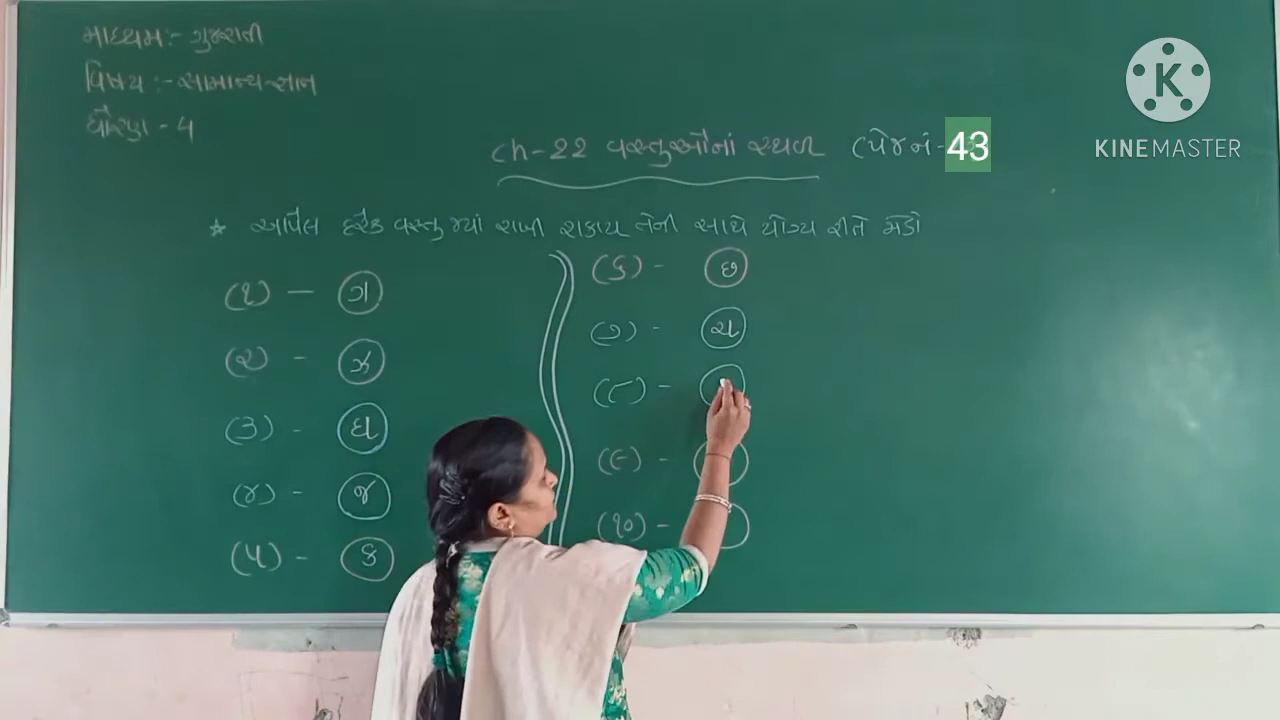 માધ્યમ:- ગુજરાતી
વિષય:- સામાન્ય-જ્ઞાન
ધોરણ - 4
Ch-22 વસ્તુઓનાં સ્થળ (પેજનં- 43
* આપેલ દરેક વસ્તુ જ્યાં રાખી શકાય તેની સાથે યોગ્ય રીતે જોડો
(૧) — ગ
(૨) - ઝ
(૩) - ઘ
(૪) - જ
(૫) - ક
(૬) - છ
(૭) - ચ
(૮) -
(૯) -
(૧૦) -
K
KINEMASTER